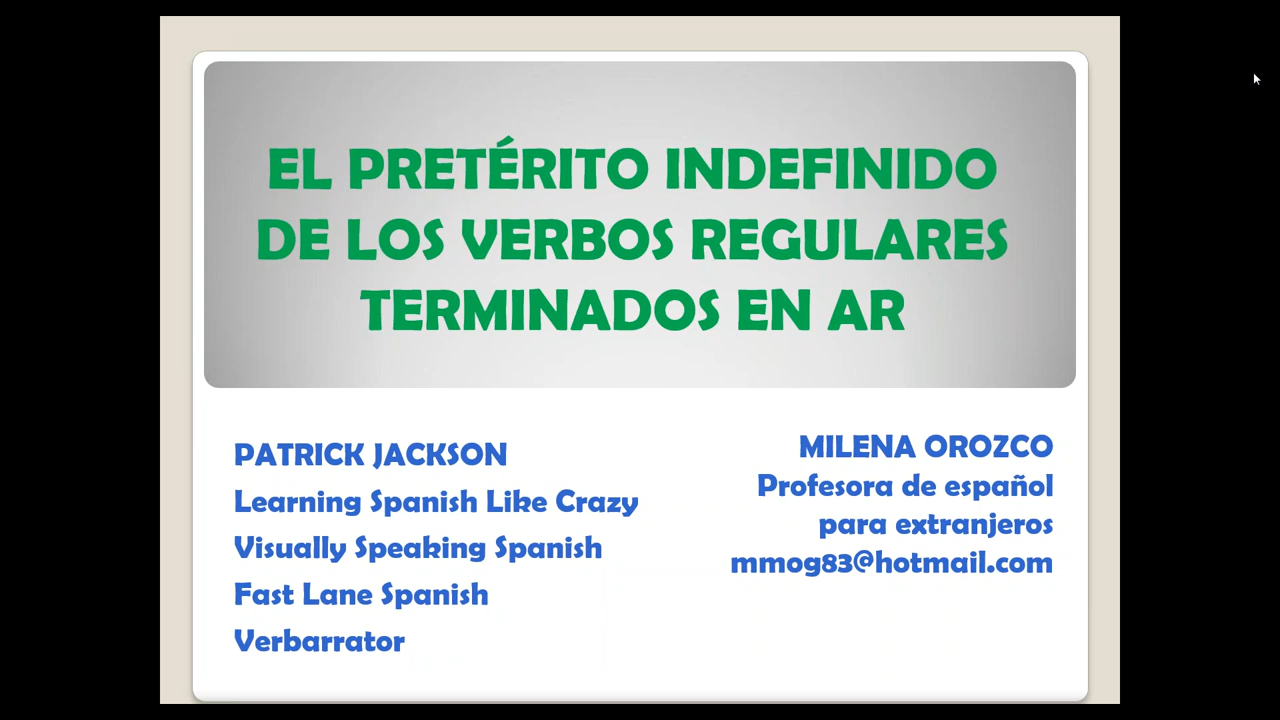 EL PRETÉRITO INDEFINIDO
DE LOS VERBOS REGULARES
TERMINADOS EN AR
PATRICK JACKSON
Learning Spanish Like Crazy
Visually Speaking Spanish
Fast Lane Spanish
Verbarrator
MILENA OROZCO
Profesora de español
para extranjeros
mmog83@hotmail.com